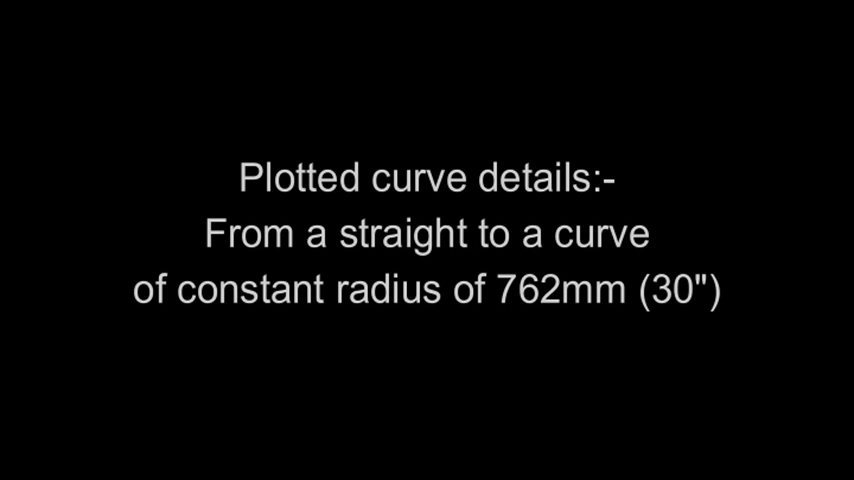 Plotted curve details:-
From a straight to a curve
of constant radius of 762mm (30")